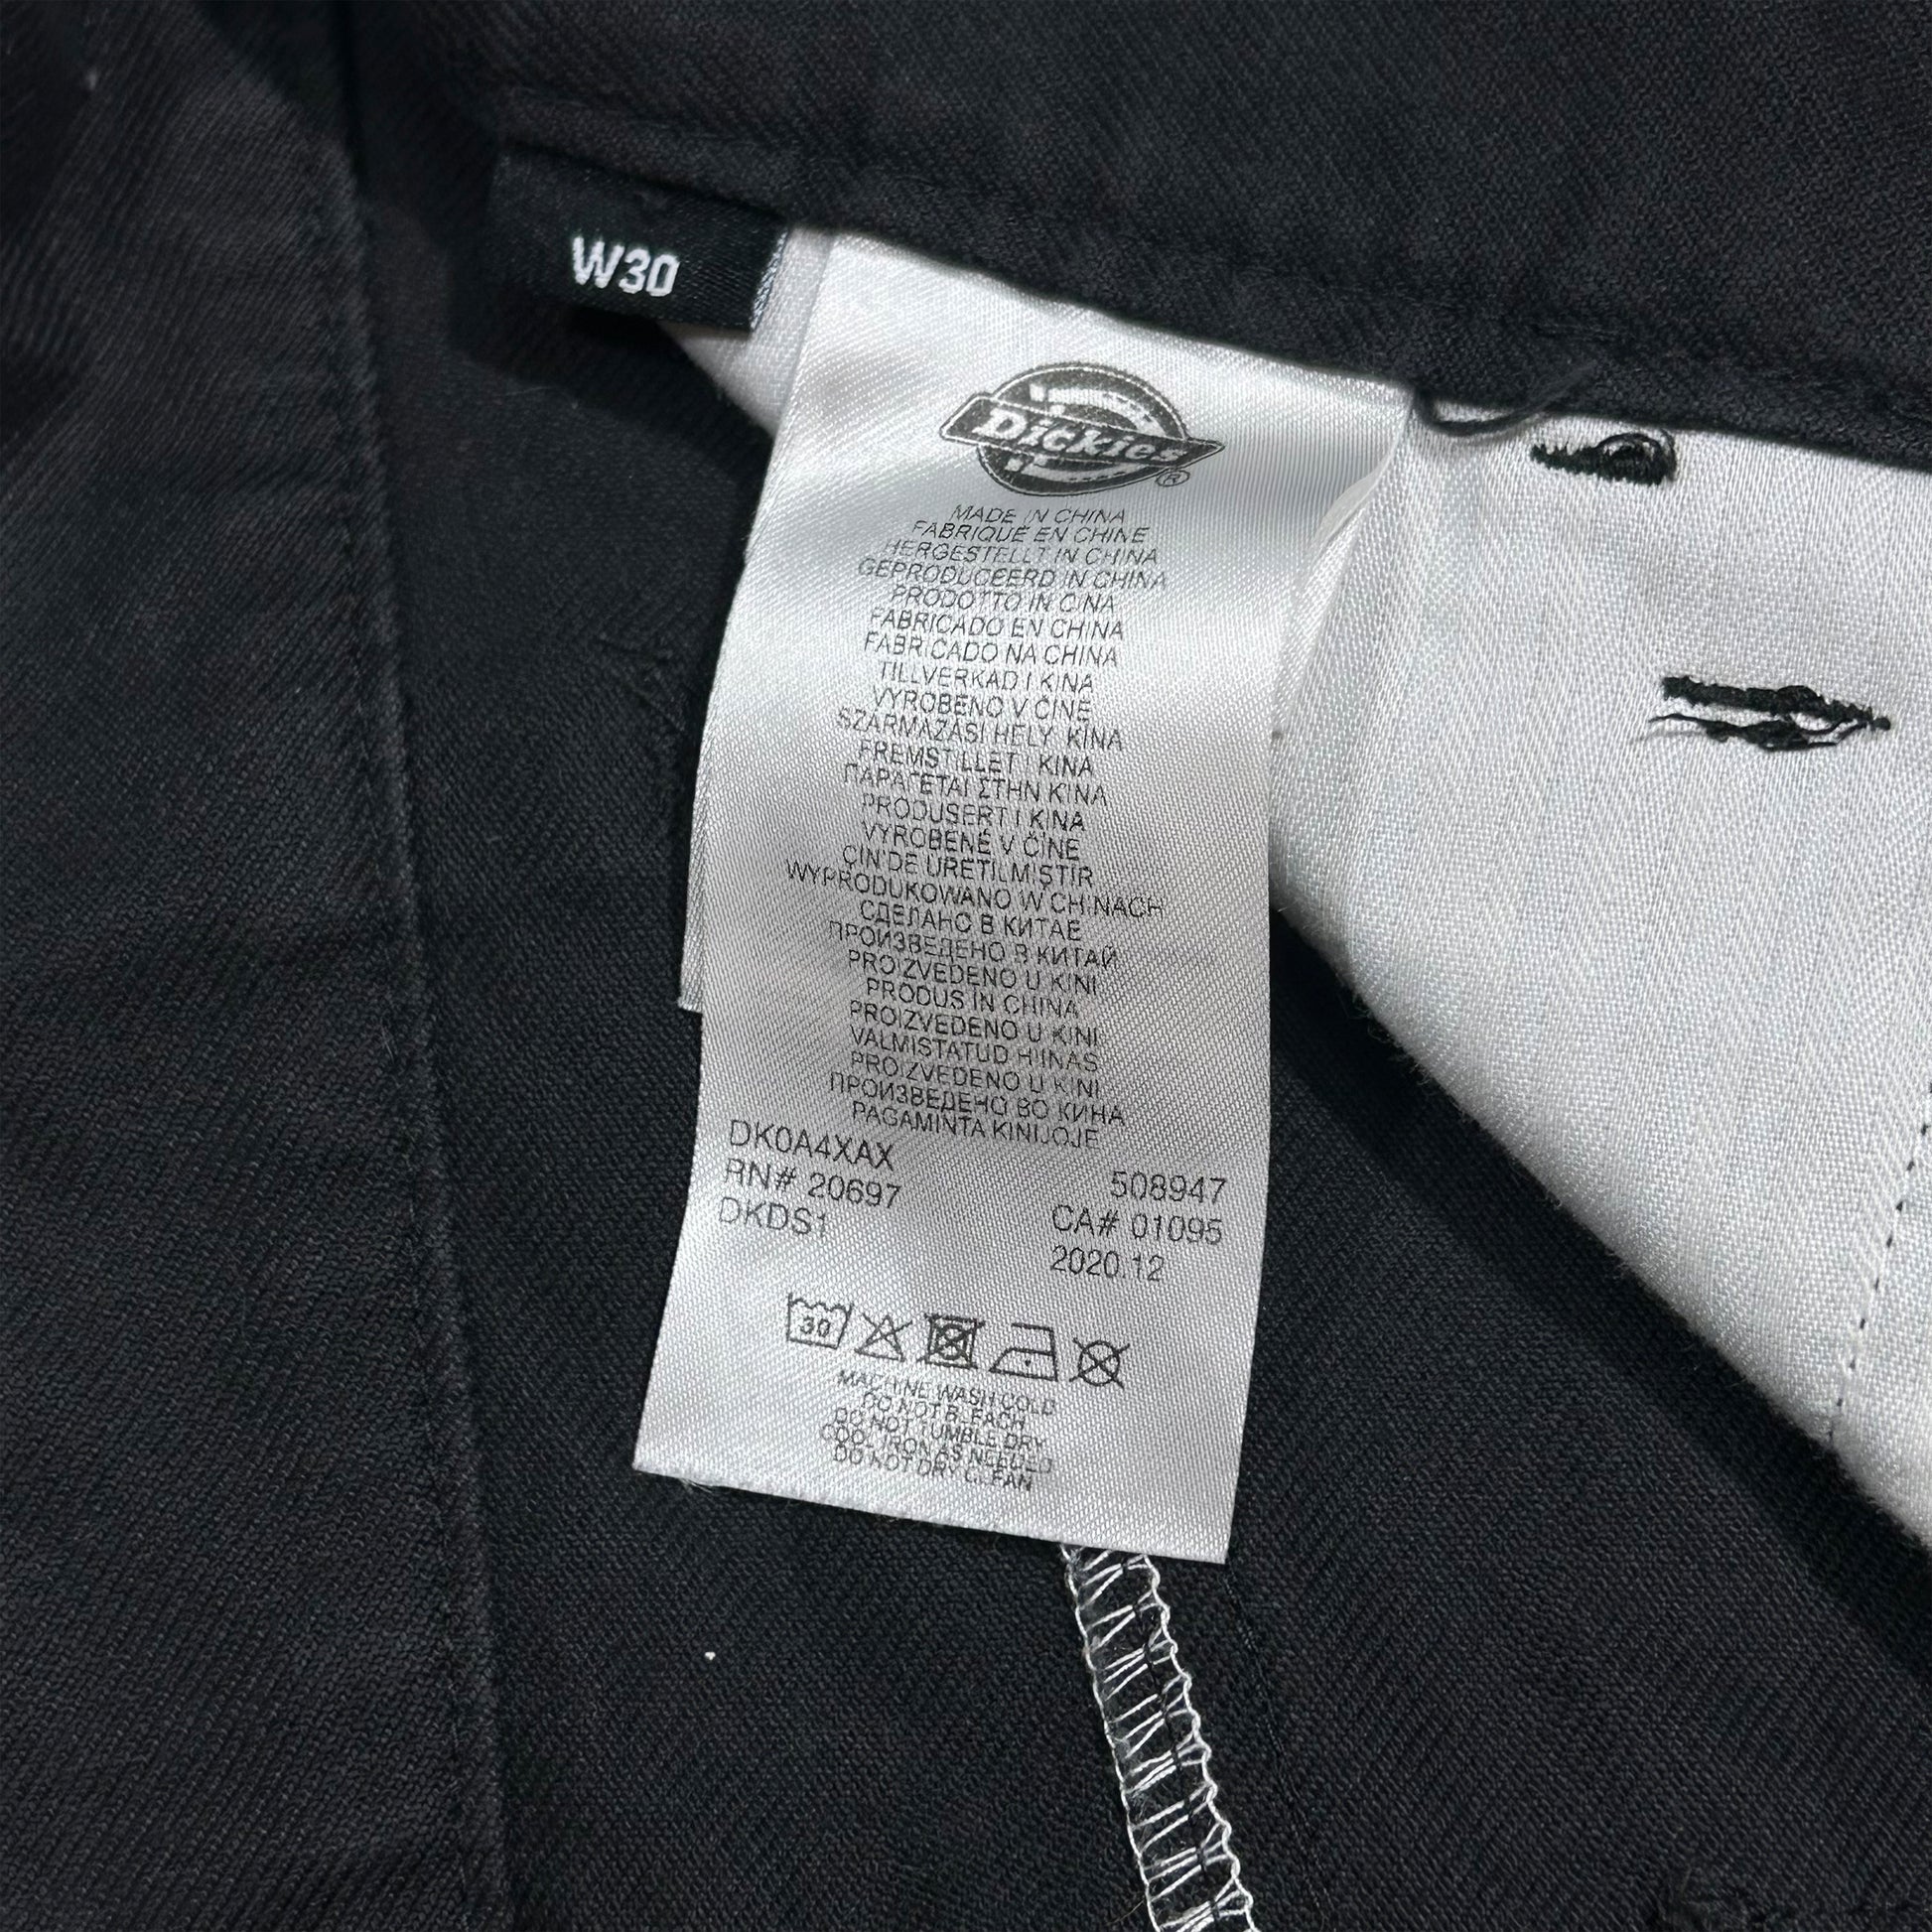 W30
Dickies®
MADE IN CHINA
FABRIQUÉ EN CHINE
HERGESTELLT IN CHINA
GEPRODUCEERD IN CHINA
PRODOTTO IN CINA
FABRICADO EN CHINA
FABRICADO NA CHINA
TILLVERKAD I KINA
VYROBENO V ČÍNĚ
SZÁRMAZÁSI HELY KÍNA
FREMSTILLET I KINA
ΠΑΡΑΓΕΤΑΙ ΣΤΗΝ ΚΙΝΑ
PRODUSERT I KINA
VYROBENÉ V ČÍNE
ÇİN'DE ÜRETİLMİŞTİR
WYPRODUKOWANO W CHINACH
СДЕЛАНО В КИТАЕ
ПРОИЗВЕДЕНО В КИТАЙ
PROIZVEDENO U KINI
PRODUS IN CHINA
PROIZVEDENO U KINI
VALMISTATUD HIINAS
PROIZVEDENO U KINI
ПРОИЗВЕДЕНО ВО КИНА
PAGAMINTA KINIJOJE
DK0A4XAX
508947
RN# 20697
CA# 01095
DKDS1
2020.12
30
MACHINE WASH COLD
DO NOT BLEACH
DO NOT TUMBLE DRY
COOL IRON AS NEEDED
DO NOT DRY CLEAN